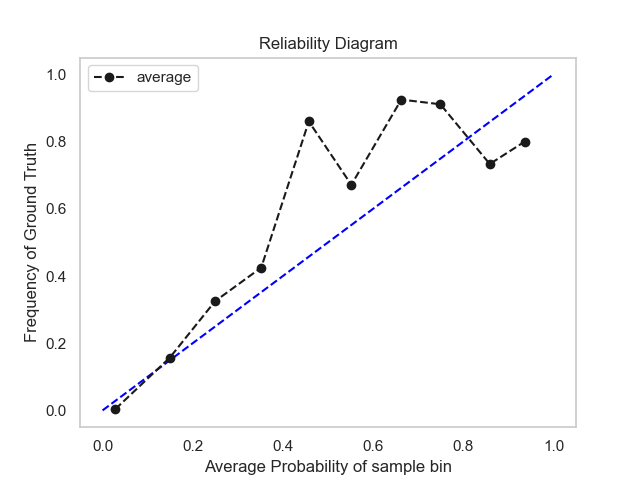 Reliability Diagram
average
Frequency of Ground Truth
1.0
0.8
0.6
0.4
0.2
0.0
0.0 0.2 0.4 0.6 0.8 1.0
Average Probability of sample bin